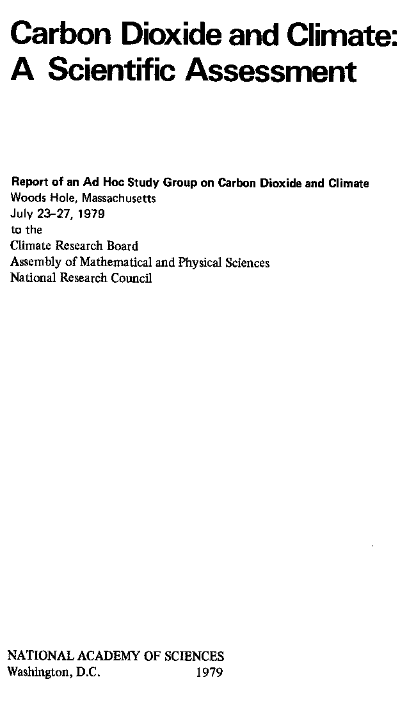 Carbon Dioxide and Climate:
A Scientific Assessment
Report of an Ad Hoc Study Group on Carbon Dioxide and Climate
Woods Hole, Massachusetts
July 23–27, 1979
to the
Climate Research Board
Assembly of Mathematical and Physical Sciences
National Research Council
NATIONAL ACADEMY OF SCIENCES
Washington, D.C. 1979